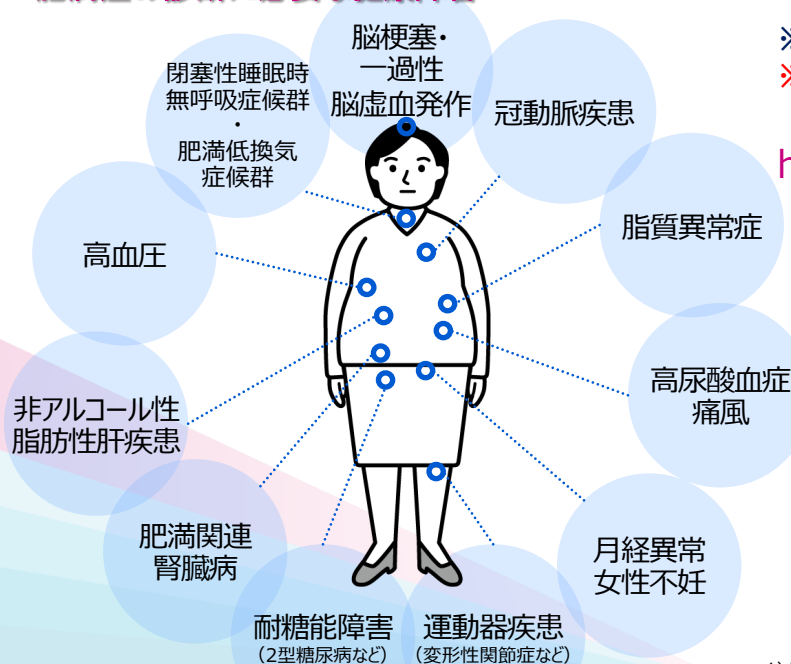 脳梗塞・
一過性
脳虚血発作
閉塞性睡眠時
無呼吸症候群
・
肥満低換気
症候群
冠動脈疾患
高血圧
脂質異常症
非アルコール性
脂肪性肝疾患
高尿酸血症
痛風
肥満関連
腎臓病
月経異常
女性不妊
耐糖能障害
(2型糖尿病など)
運動器疾患
(変形性関節症など)
※
※
h